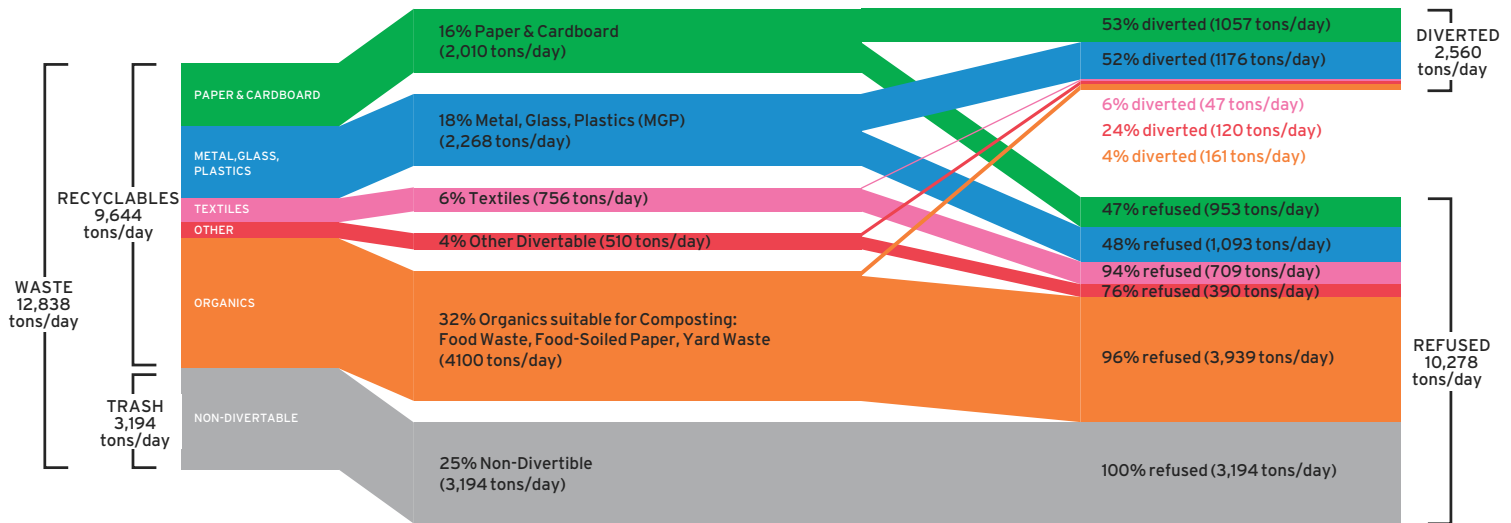 WASTE
12,838
tons/day
RECYCLABLES
9,644
tons/day
TRASH
3,194
tons/day
PAPER & CARDBOARD
METAL,GLASS,
PLASTICS
TEXTILES
OTHER
ORGANICS
NON-DIVERTABLE
16% Paper & Cardboard
(2,010 tons/day)
18% Metal, Glass, Plastics (MGP)
(2,268 tons/day)
6% Textiles (756 tons/day)
4% Other Divertable (510 tons/day)
32% Organics suitable for Composting:
Food Waste, Food-Soiled Paper, Yard Waste
(4100 tons/day)
25% Non-Divertible
(3,194 tons/day)
53% diverted (1057 tons/day)
52% diverted (1176 tons/day)
6% diverted (47 tons/day)
24% diverted (120 tons/day)
4% diverted (161 tons/day)
47% refused (953 tons/day)
48% refused (1,093 tons/day)
94% refused (709 tons/day)
76% refused (390 tons/day)
96% refused (3,939 tons/day)
100% refused (3,194 tons/day)
DIVERTED
2,560
tons/day
REFUSED
10,278
tons/day